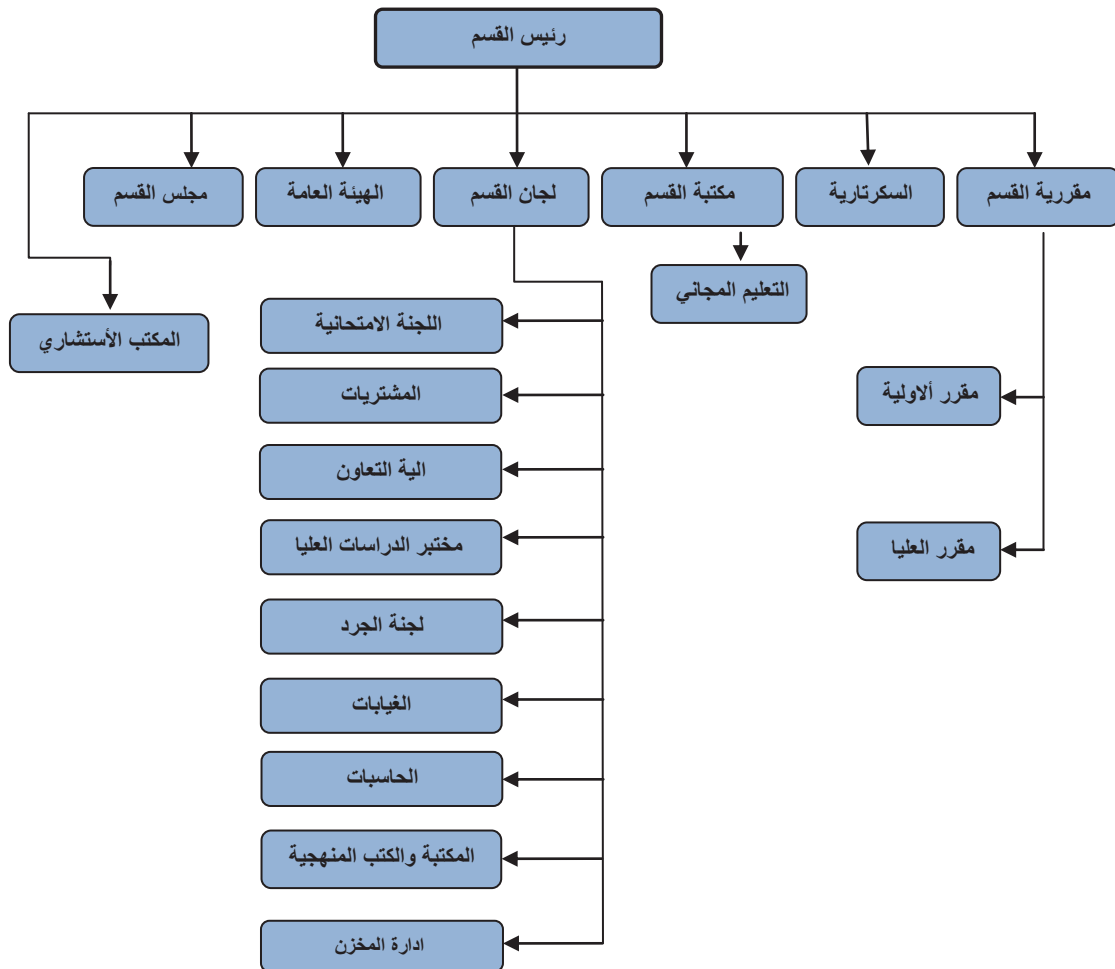 رئيس القسم
مقررية القسم
السكرتارية
مكتبة القسم
لجان القسم
الهيئة العامة
مجلس القسم
التعليم المجاني
المكتب الأستشاري
اللجنة الامتحانية
المشتريات
الية التعاون
مختبر الدراسات العليا
لجنة الجرد
الغيابات
الحاسبات
المكتبة والكتب المنهجية
ادارة المخزن
مقرر ألاولية
مقرر العليا